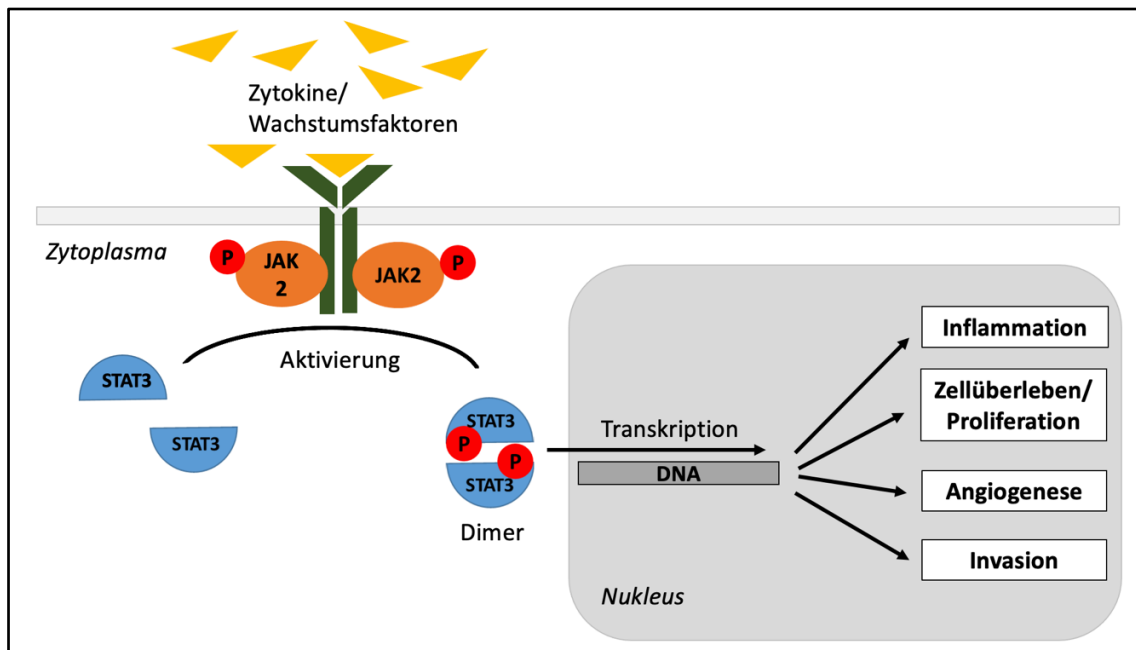 Zytokine/
Wachstumsfaktoren
Zytoplasma
P
JAK
2
JAK2
P
Aktivierung
STAT3
STAT3
STAT3
P
P
STAT3
Dimer
Transkription
DNA
Nukleus
Inflammation
Zellüberleben/
Proliferation
Angiogenese
Invasion